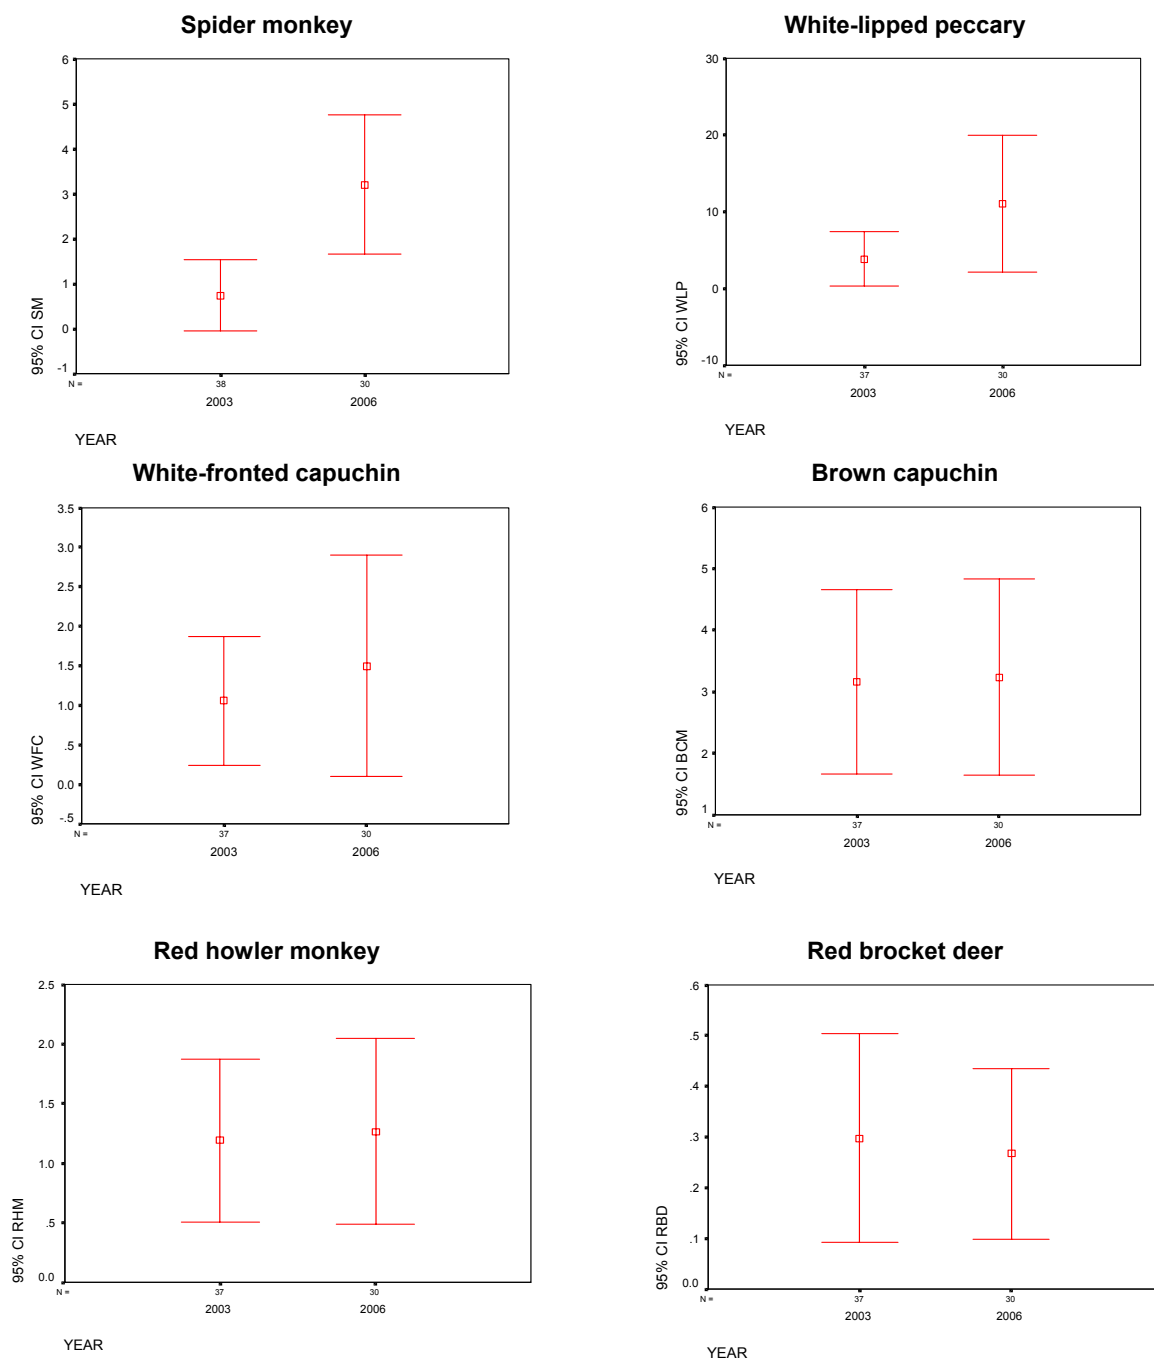 Spider monkey
6
5
4
3
2
1
0
-1
95% CI SM
N =
38
30
2003
2006
YEAR
White-lipped peccary
30
20
10
0
-10
95% CI WLP
N =
37
30
2003
2006
YEAR
White-fronted capuchin
3.5
3.0
2.5
2.0
1.5
1.0
.5
0.0
-.5
95% CI WFC
N =
37
30
2003
2006
YEAR
Brown capuchin
6
5
4
3
2
1
95% CI BCM
N =
37
30
2003
2006
YEAR
Red howler monkey
2.5
2.0
1.5
1.0
.5
0.0
95% CI RHM
N =
37
30
2003
2006
YEAR
Red brocket deer
.6
.5
.4
.3
.2
.1
0.0
95% CI RBD
N =
37
30
2003
2006
YEAR